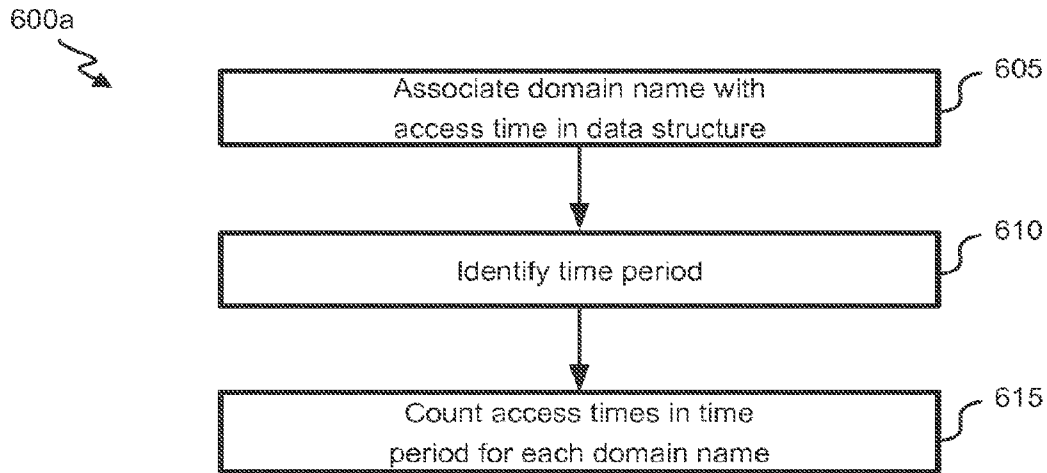 600a
605
Associate domain name with
access time in data structure
610
Identify time period
615
Count access times in time
period for each domain name